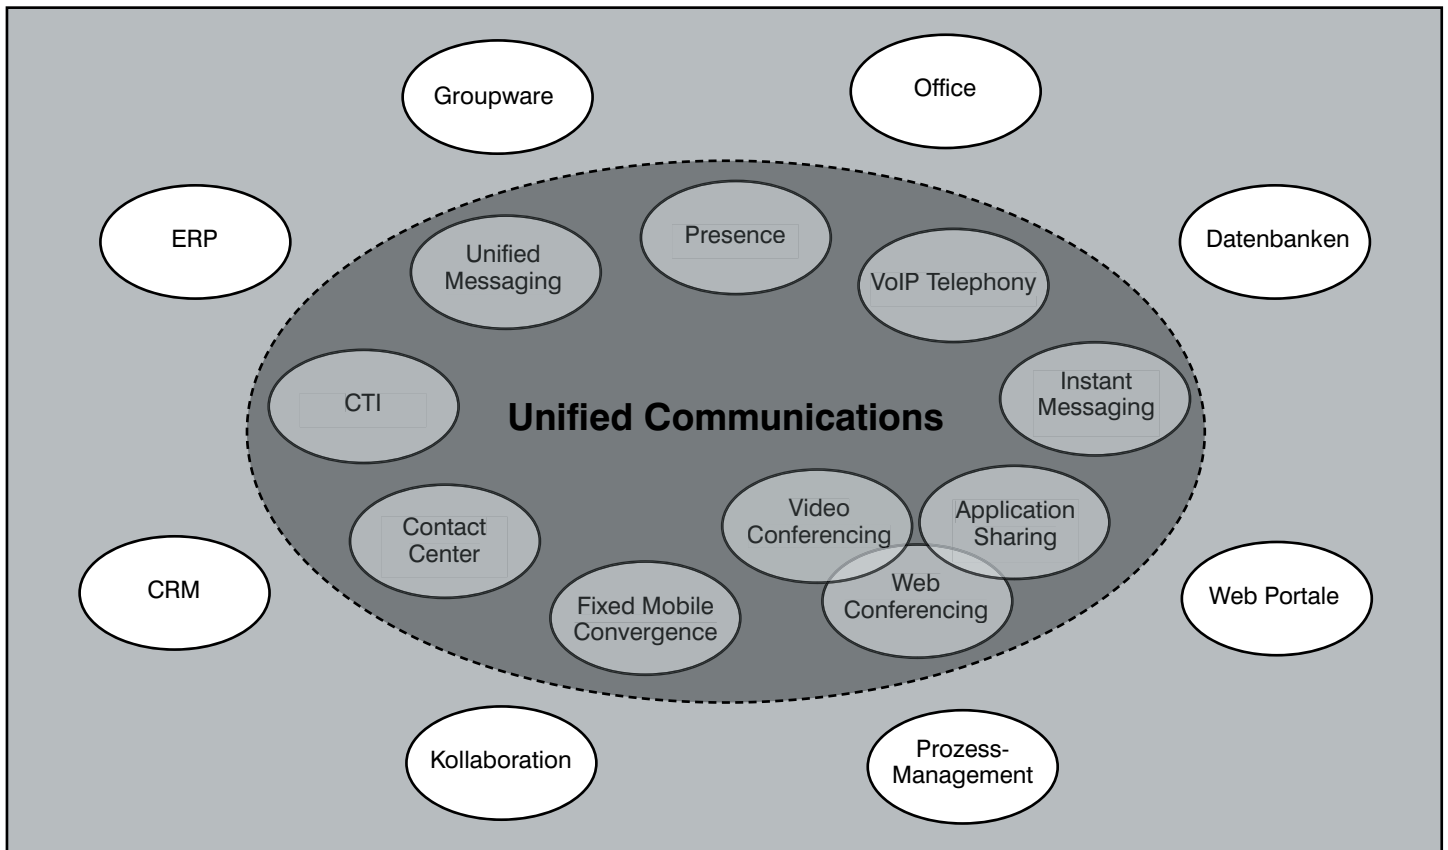 Groupware
Office
ERP
Datenbanken
Unified
Messaging
Presence
VoIP Telephony
CTI
Unified Communications
Instant
Messaging
Contact
Center
Video
Conferencing
Application
Sharing
Fixed Mobile
Convergence
Web
Conferencing
CRM
Web Portale
Kollaboration
Prozess-
Management